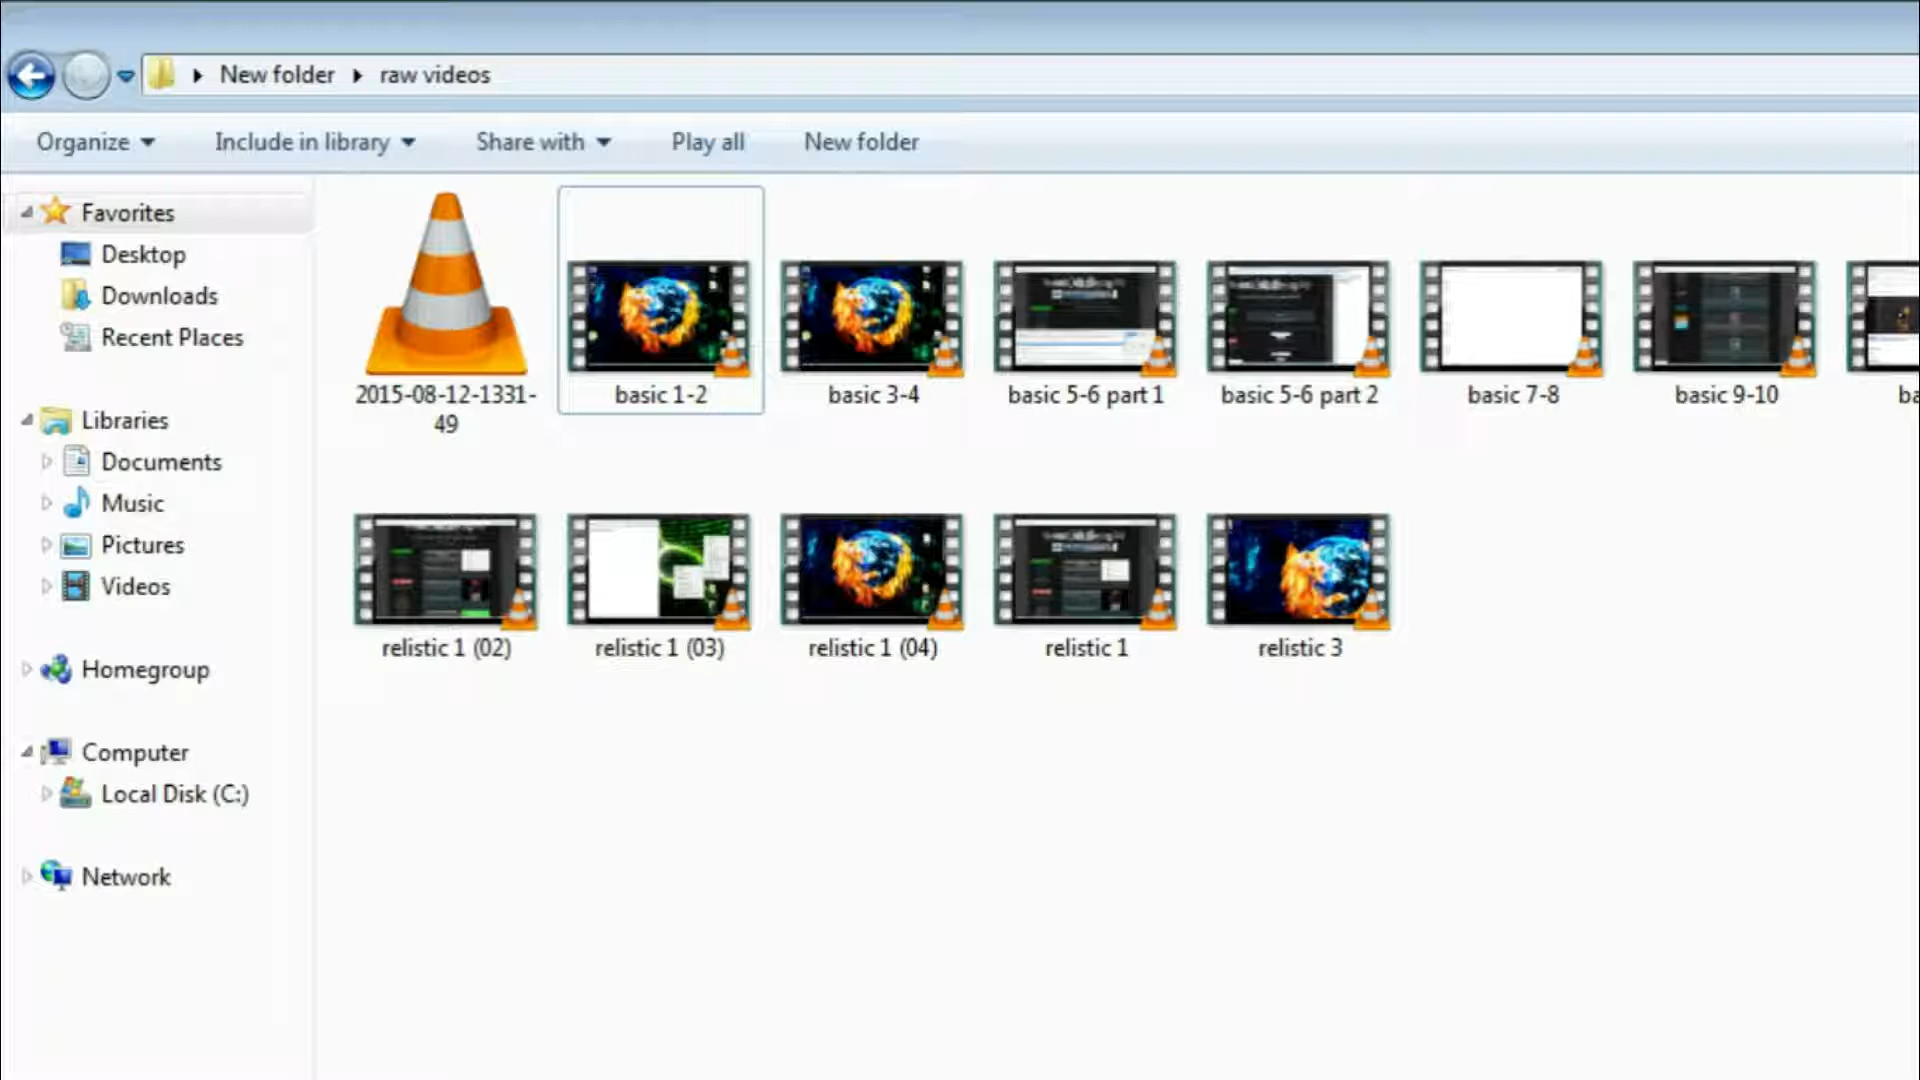 New folder raw videos
Organize Include in library Share with Play all New folder
Favorites
Desktop
Downloads
Recent Places
Libraries
Documents
Music
Pictures
Videos
Homegroup
Computer
Local Disk (C:)
Network
2015-08-12-1331-
49
basic 1-2
basic 3-4
basic 5-6 part 1
basic 5-6 part 2
basic 7-8
basic 9-10
ba
relistic 1 (02)
relistic 1 (03)
relistic 1 (04)
relistic 1
relistic 3